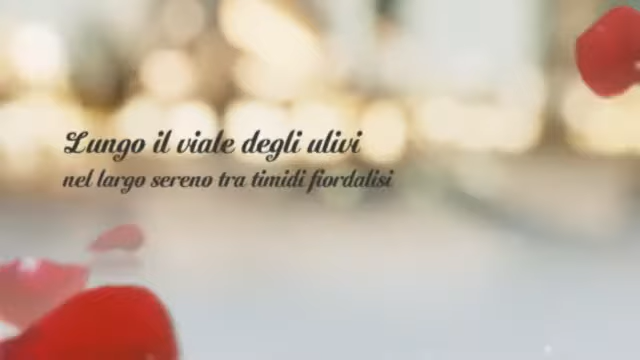 Lungo il viale degli ulivi
nel largo sereno tra timidi fiordalisi